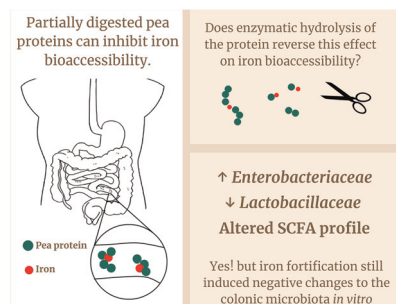 Partially digested pea
proteins can inhibit iron
bioaccessibility.
Pea protein
Iron
Does enzymatic hydrolysis of
the protein reverse this effect
on iron bioaccessibility?
↑ Enterobacteriaceae
↓ Lactobacillaceae
Altered SCFA profile
Yes! but iron fortification still
induced negative changes to the
colonic microbiota in vitro